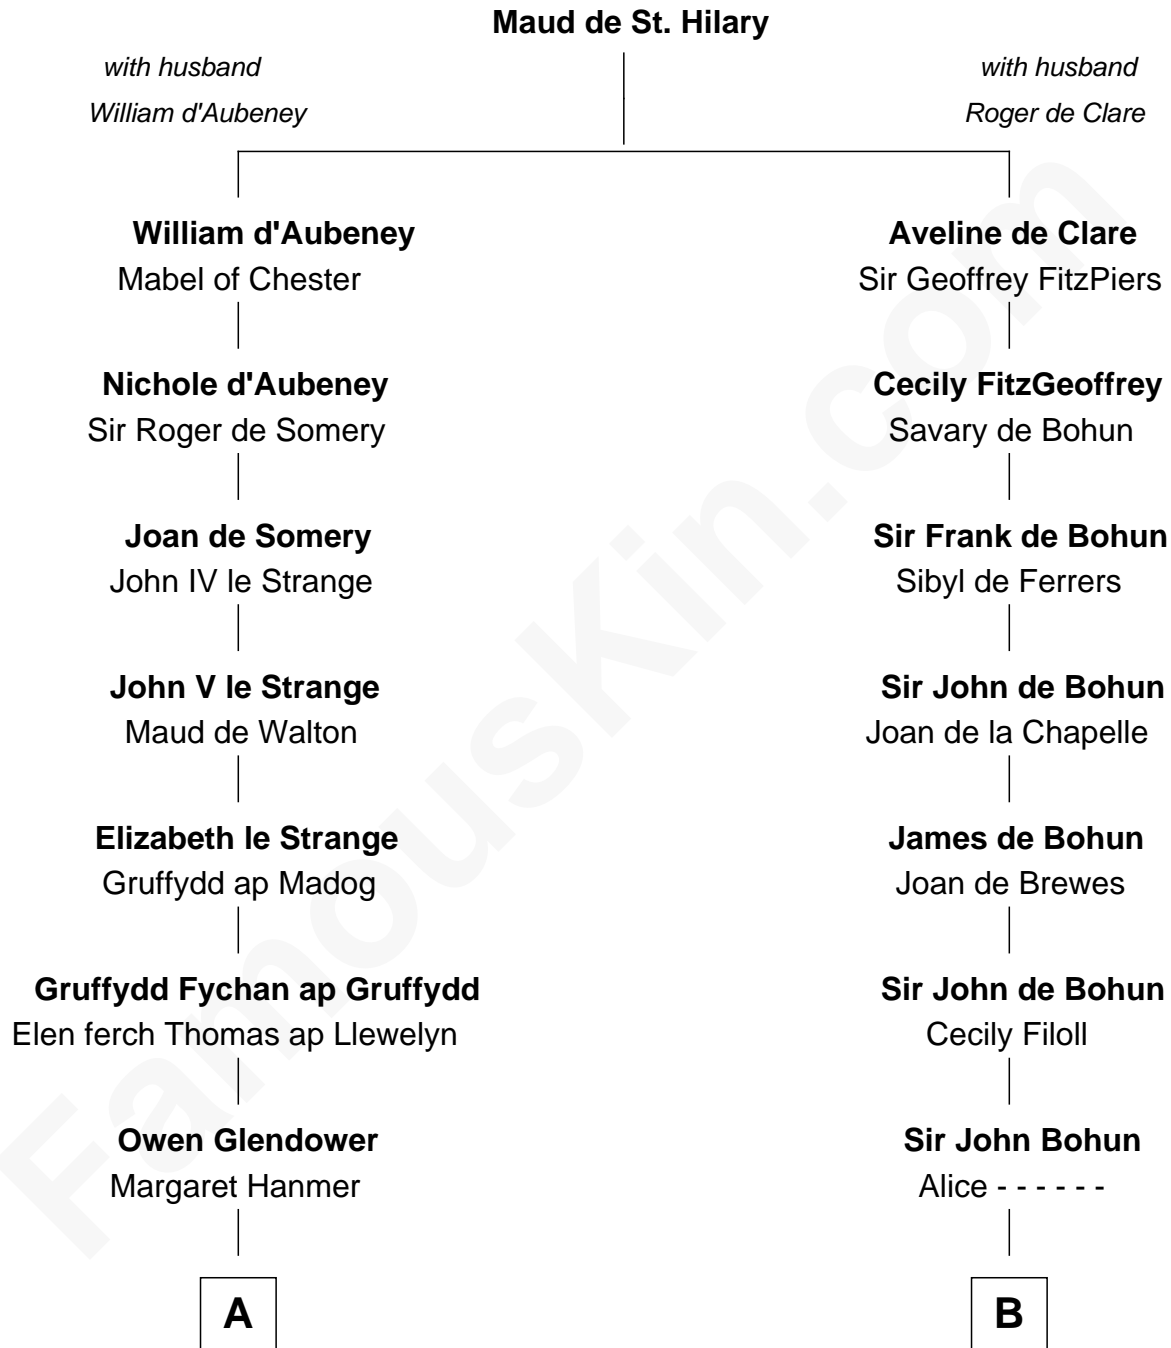 Maud de St. Hilary
with husband
William d'Aubeney
with husband
Roger de Clare
William d'Aubeney
Mabel of Chester
Aveline de Clare
Sir Geoffrey FitzPiers
Nichole d'Aubeney
Sir Roger de Somery
Cecily FitzGeoffrey
Savary de Bohun
Joan de Somery
John IV le Strange
Sir Frank de Bohun
Sibyl de Ferrers
John V le Strange
Maud de Walton
Sir John de Bohun
Joan de la Chapelle
Elizabeth le Strange
Gruffydd ap Madog
James de Bohun
Joan de Brewes
Gruffydd Fychan ap Gruffydd
Elen ferch Thomas ap Llewelyn
Sir John de Bohun
Cecily Filoll
Owen Glendower
Margaret Hanmer
Sir John Bohun
Alice - - - - - -
A
B
FamousKin.com